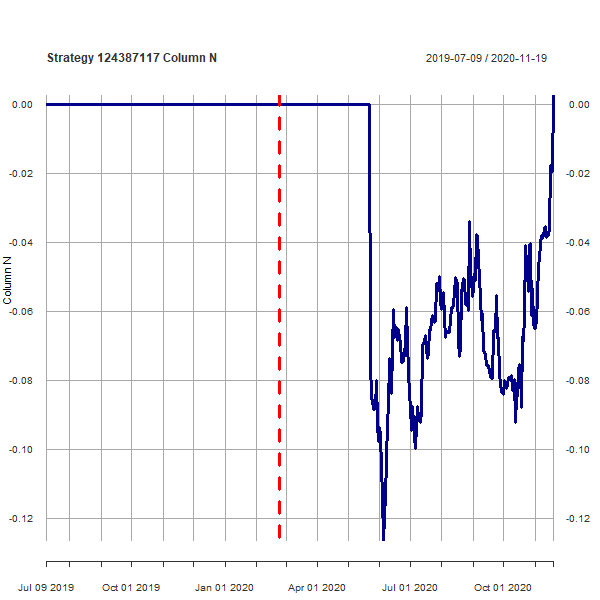 Strategy 124387117 Column N 2019-07-09 / 2020-11-19
0.00 0.00
-0.02 -0.02
-0.04 -0.04
Column N
-0.06 -0.06
-0.08 -0.08
-0.10 -0.10
-0.12 -0.12
Jul 09 2019 Oct 01 2019 Jan 01 2020 Apr 01 2020 Jul 01 2020 Oct 01 2020